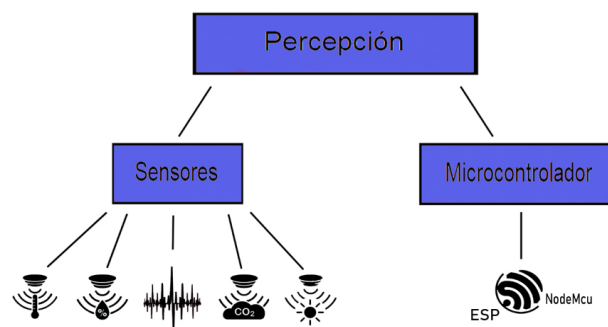 Percepción
Sensores
Microcontrolador
%
CO2
ESP
NodeMcu